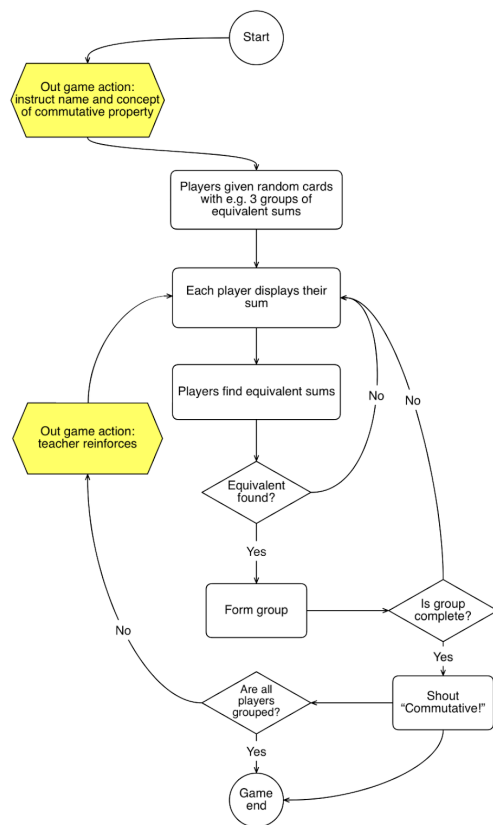 Start
Out game action:
instruct name and concept
of commutative property
Players given random cards
with e.g. 3 groups of
equivalent sums
Each player displays their
sum
Players find equivalent sums
No
No
Out game action:
teacher reinforces
Equivalent
found?
Yes
Form group
Is group
complete?
No
Yes
Are all
players
grouped?
Shout
“Commutative!”
Yes
Game
end